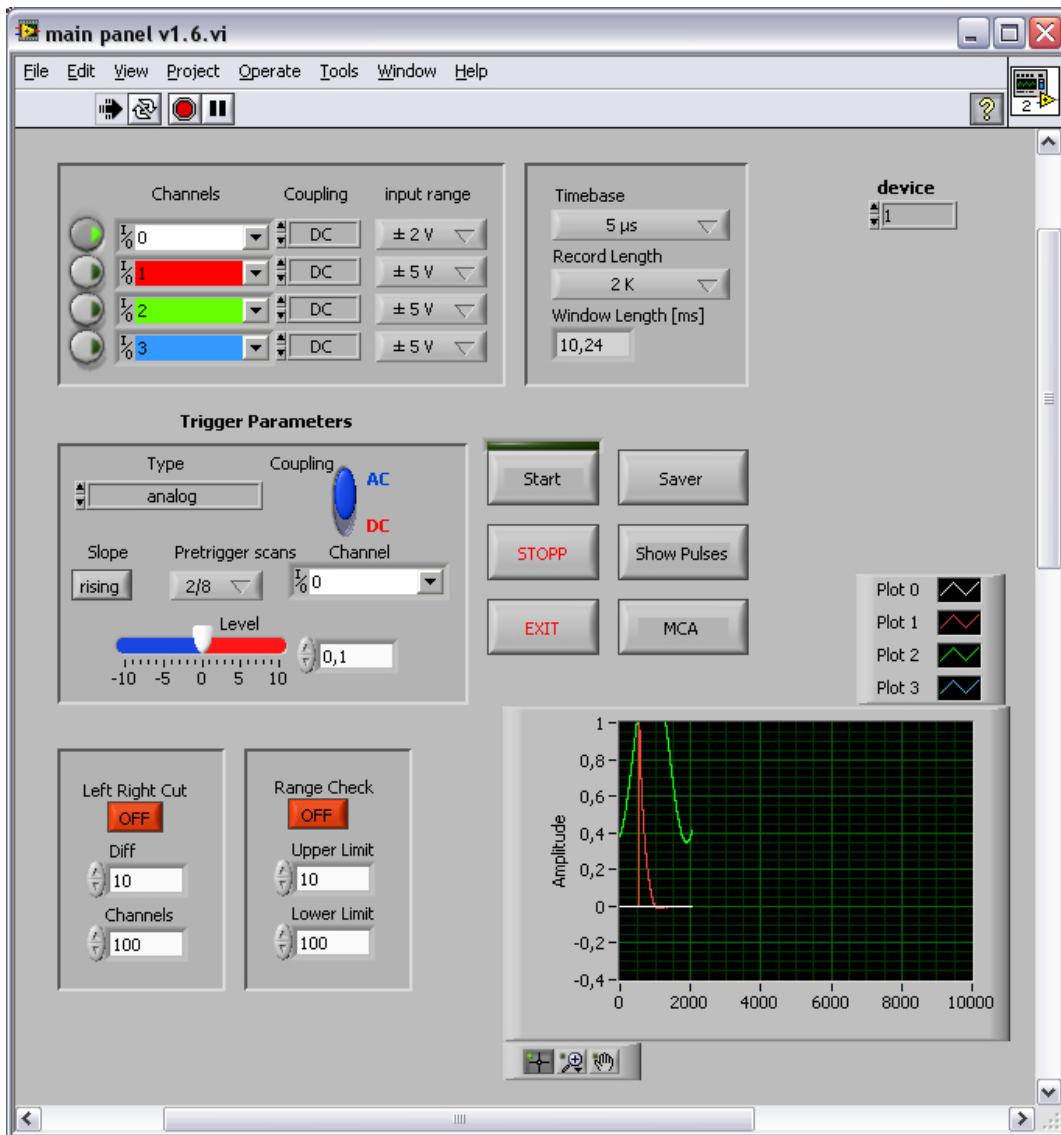 main panel v1.6.vi
File Edit View Project Operate Tools Window Help
2
Channels Coupling input range
I/O 0 DC ± 2 V
I/O 1 DC ± 5 V
I/O 2 DC ± 5 V
I/O 3 DC ± 5 V
Timebase
5 µs
Record Length
2 K
Window Length [ms]
10,24
device
1
Trigger Parameters
Type Coupling
analog
AC
DC
Slope Pretrigger scans Channel
rising 2/8 I/O 0
Level
0,1
-10 -5 0 5 10
Start Saver
STOPP Show Pulses
EXIT MCA
Plot 0
Plot 1
Plot 2
Plot 3
Left Right Cut
OFF
Diff
10
Channels
100
Range Check
OFF
Upper Limit
10
Lower Limit
100
Amplitude
1
0,8
0,6
0,4
0,2
0
-0,2
-0,4
0 2000 4000 6000 8000 10000